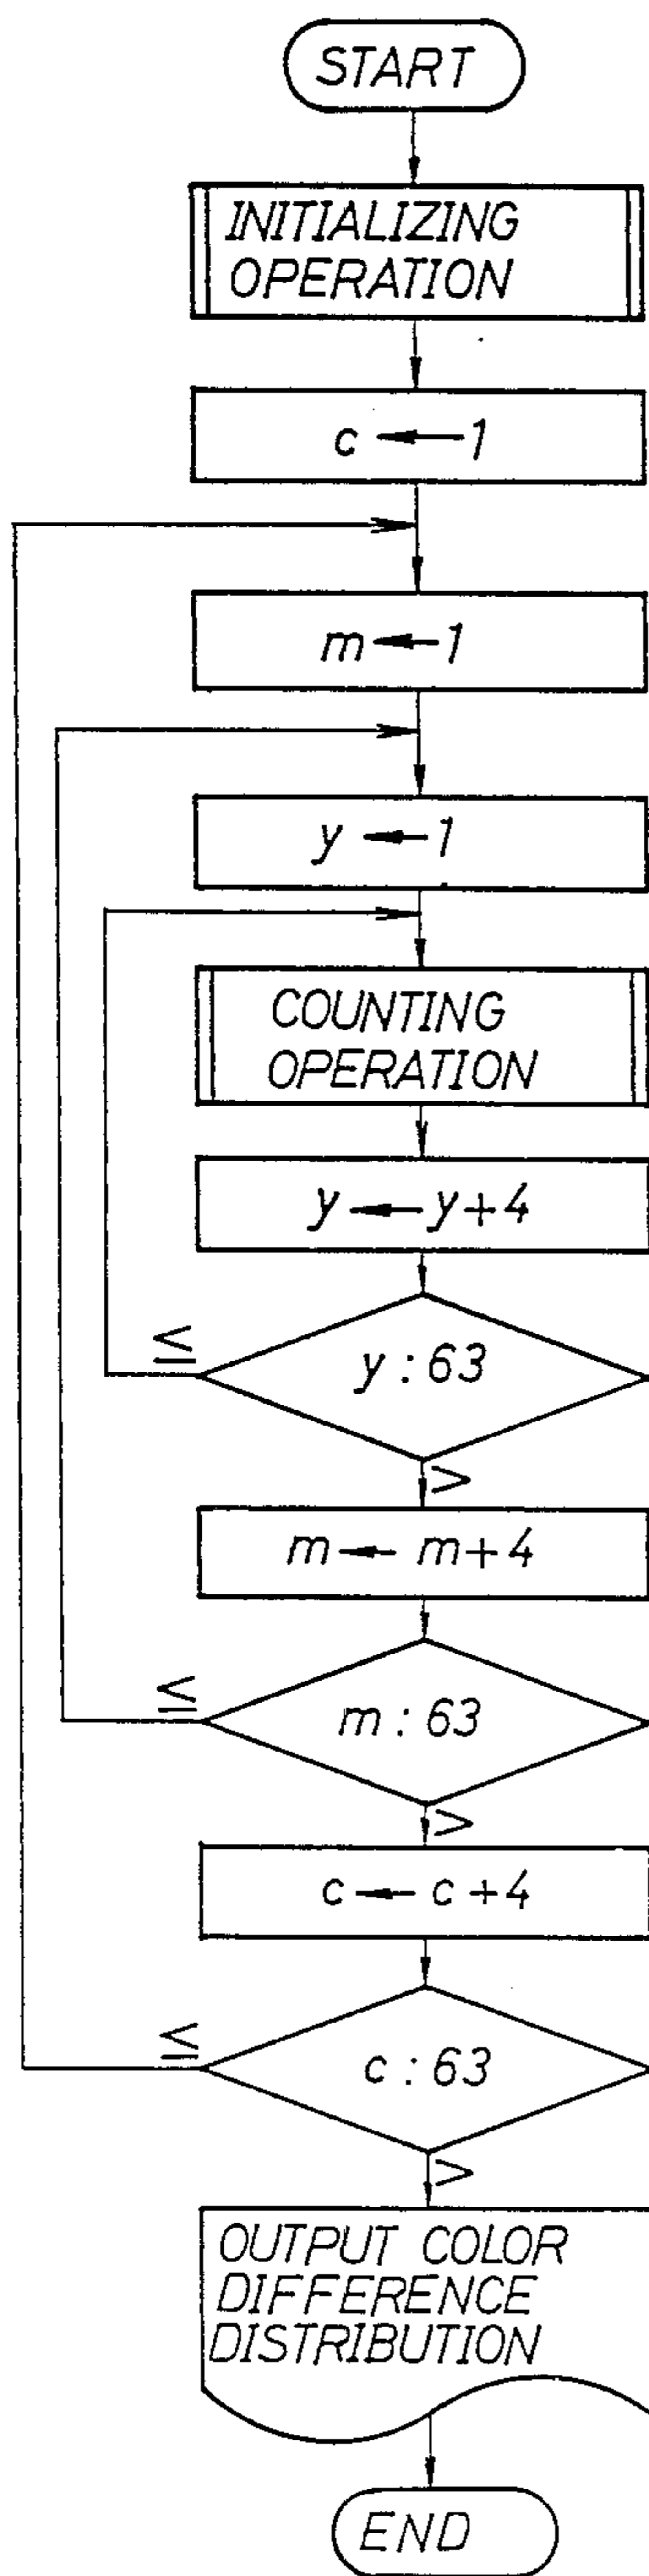 START
INITIALIZING
OPERATION
c ← 1
m ← 1
y ← 1
COUNTING
OPERATION
y ← y+4
≤
y : 63
>
m ← m+4
≤
m : 63
>
c ← c+4
≤
c : 63
>
OUTPUT COLOR
DIFFERENCE
DISTRIBUTION
END